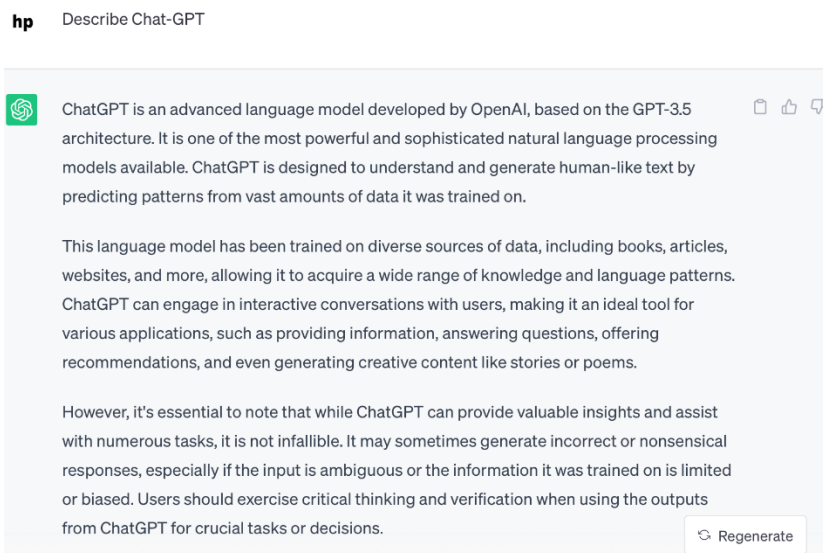 hp Describe Chat-GPT
ChatGPT is an advanced language model developed by OpenAI, based on the GPT-3.5
architecture. It is one of the most powerful and sophisticated natural language processing
models available. ChatGPT is designed to understand and generate human-like text by
predicting patterns from vast amounts of data it was trained on.
This language model has been trained on diverse sources of data, including books, articles,
websites, and more, allowing it to acquire a wide range of knowledge and language patterns.
ChatGPT can engage in interactive conversations with users, making it an ideal tool for
various applications, such as providing information, answering questions, offering
recommendations, and even generating creative content like stories or poems.
However, it's essential to note that while ChatGPT can provide valuable insights and assist
with numerous tasks, it is not infallible. It may sometimes generate incorrect or nonsensical
responses, especially if the input is ambiguous or the information it was trained on is limited
or biased. Users should exercise critical thinking and verification when using the outputs
from ChatGPT for crucial tasks or decisions.
Regenerate